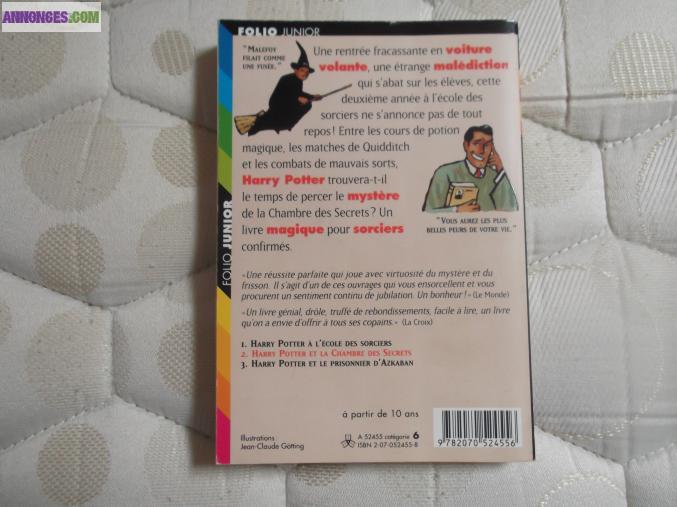 ANNONCES.COM
FOLIO JUNIOR
"MALEFOY
FILAIT COMME
UNE FUSÉE."
Une rentrée fracassante en voiture
volante, une étrange malédiction
qui s'abat sur les élèves, cette
deuxième année à l'école des
sorciers ne s'annonce pas de tout
repos ! Entre les cours de potion
magique, les matches de Quidditch
et les combats de mauvais sorts,
Harry Potter trouvera-t-il
le temps de percer le mystère
de la Chambre des Secrets ? Un
livre magique pour sorciers
confirmés.
"VOUS AUREZ LES PLUS
BELLES PEURS DE VOTRE VIE."
FOLIO JUNIOR
«Une réussite parfaite qui joue avec virtuosité du mystère et du
frisson. Il s'agit d'un de ces ouvrages qui vous ensorcellent et vous
procurent un sentiment continu de jubilation. Un bonheur ! » (Le Monde)
«Un livre génial, drôle, truffé de rebondissements, facile à lire, un livre
qu'on a envie d'offrir à tous ses copains.» (La Croix)
1. HARRY POTTER À L'ÉCOLE DES SORCIERS
2. HARRY POTTER ET LA CHAMBRE DES SECRETS
3. HARRY POTTER ET LE PRISONNIER D'AZKABAN
à partir de 10 ans
Illustrations :
Jean-Claude Götting
A 52455 catégorie 6
ISBN 2-07-052455-8
9 782070 524556